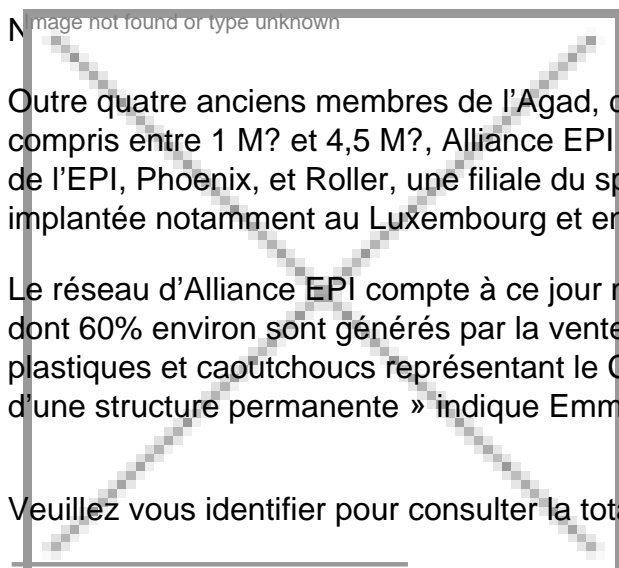 N
Image not found or type unknown
Outre quatre anciens membres de l'Agad,
compris entre 1 M? et 4,5 M?, Alliance EPI
de l'EPI, Phoenix, et Roller, une filiale du
implantée notamment au Luxembourg et
Le réseau d'Alliance EPI compte à ce jour
dont 60% environ sont générés par la vente
plastiques et caoutchoucs représentant le
d'une structure permanente » indique
Veuillez vous identifier pour consulter la